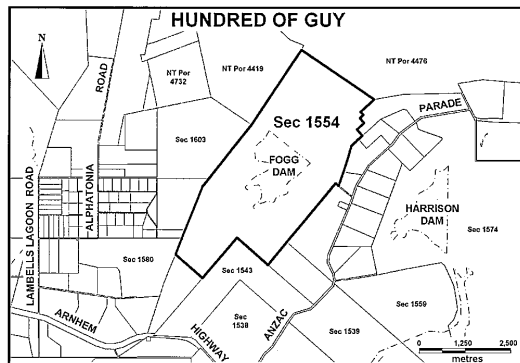 HUNDRED OF GUY
N
NT Por 4419
NT Por 4476
NT Por
4732
ROAD
PARADE
Sec 1554
Sec 1603
FOGG
DAM
LAMBELLS LAGOON ROAD
ALPHATONIA
HARRISON
DAM
Sec 1574
Sec 1580
Sec 1543
ARNHEM
HIGHWAY
Sec
1538
ANZAC
Sec 1539
Sec 1559
0 1,250 2,500
metres